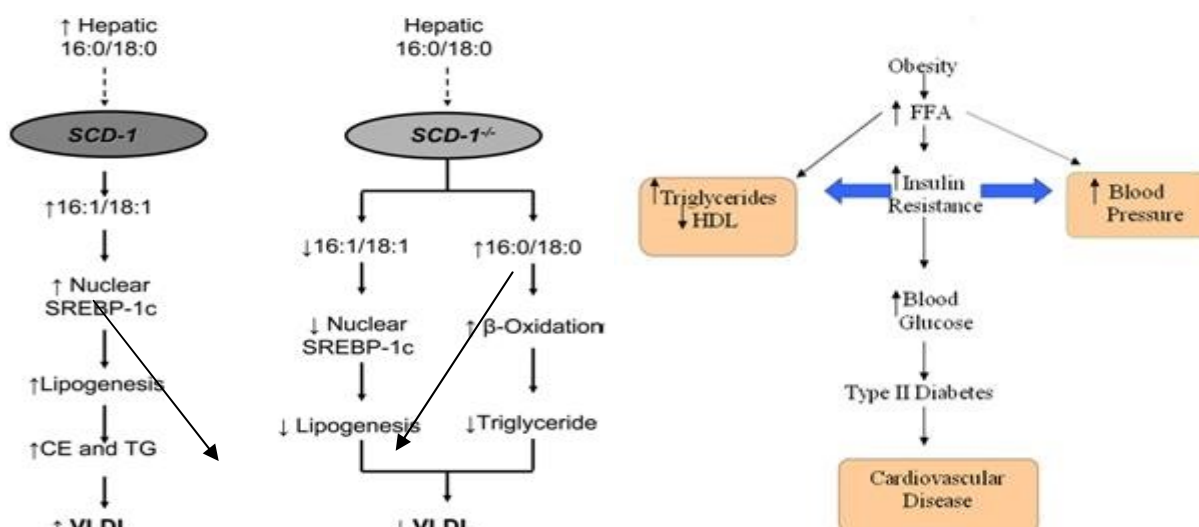 ↑ Hepatic
16:0/18:0
SCD-1
↑16:1/18:1
↑ Nuclear
SREBP-1c
↑Lipogenesis
↑CE and TG
↑ VLDL
Hepatic
16:0/18:0
SCD-1-/-
↓16:1/18:1
↓ Nuclear
SREBP-1c
↓ Lipogenesis
↑16:0/18:0
↑ β-Oxidation
↓Triglyceride
↓ VLDL
Obesity
↑ FFA
↑Insulin
Resistance
↑Triglycerides
↓HDL
↑ Blood
Pressure
↑Blood
Glucose
Type II Diabetes
Cardiovascular
Disease